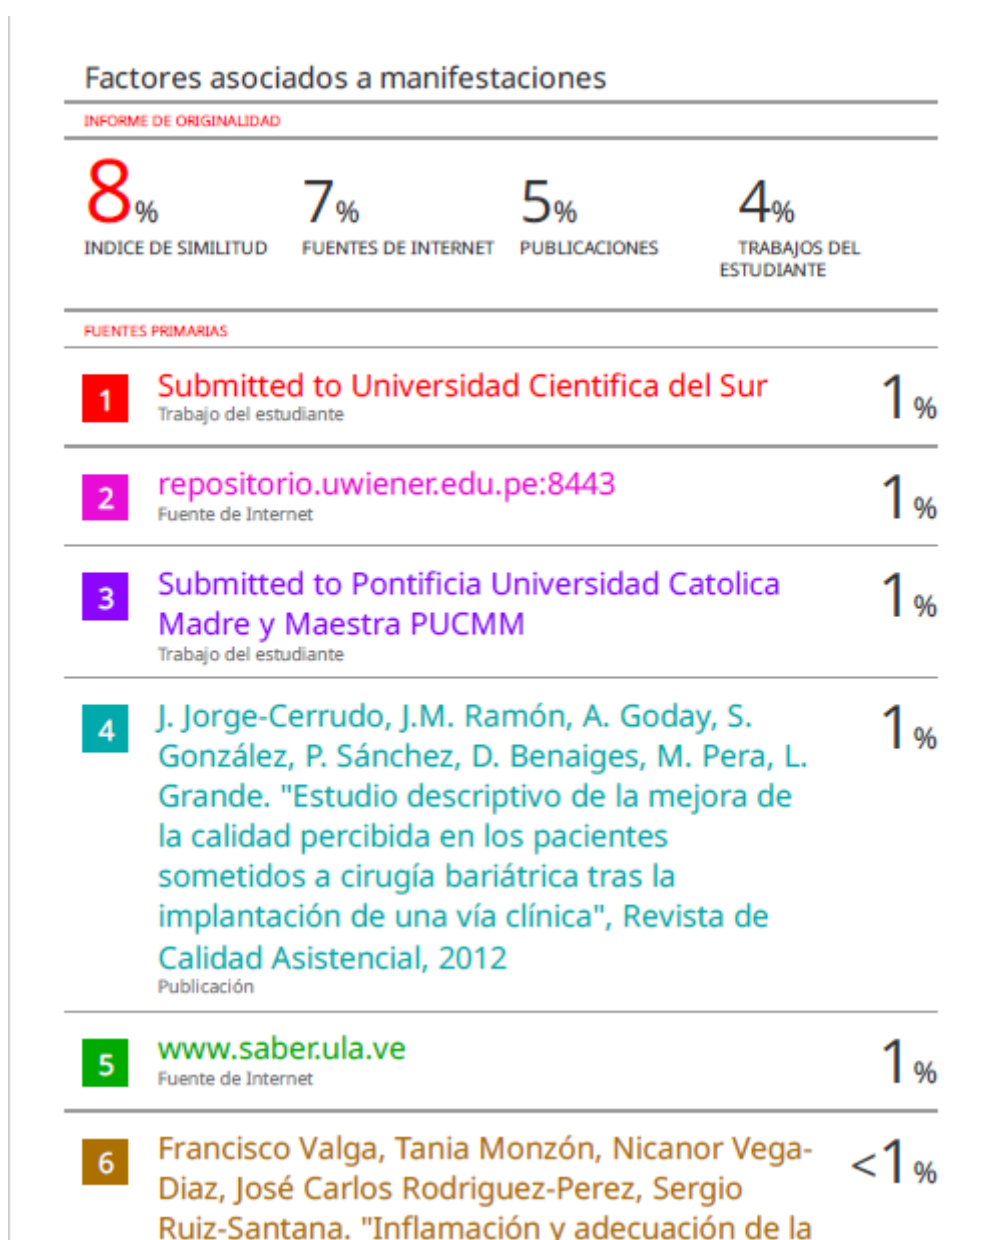 Factores asociados a manifestaciones
INFORME DE ORIGINALIDAD
8% 7% 5% 4%
INDICE DE SIMILITUD FUENTES DE INTERNET PUBLICACIONES TRABAJOS DEL
ESTUDIANTE
FUENTES PRIMARIAS
1 Submitted to Universidad Cientifica del Sur 1%
Trabajo del estudiante
2 repositorio.uwiener.edu.pe:8443 1%
Fuente de Internet
3 Submitted to Pontificia Universidad Catolica 1%
Madre y Maestra PUCMM
Trabajo del estudiante
4 J. Jorge-Cerrudo, J.M. Ramón, A. Goday, S. 1%
González, P. Sánchez, D. Benaiges, M. Pera, L.
Grande. "Estudio descriptivo de la mejora de
la calidad percibida en los pacientes
sometidos a cirugía bariátrica tras la
implantación de una vía clínica", Revista de
Calidad Asistencial, 2012
Publicación
5 www.saber.ula.ve 1%
Fuente de Internet
6 Francisco Valga, Tania Monzón, Nicanor Vega- <1%
Diaz, José Carlos Rodriguez-Perez, Sergio
Ruiz-Santana. "Inflamación y adecuación de la